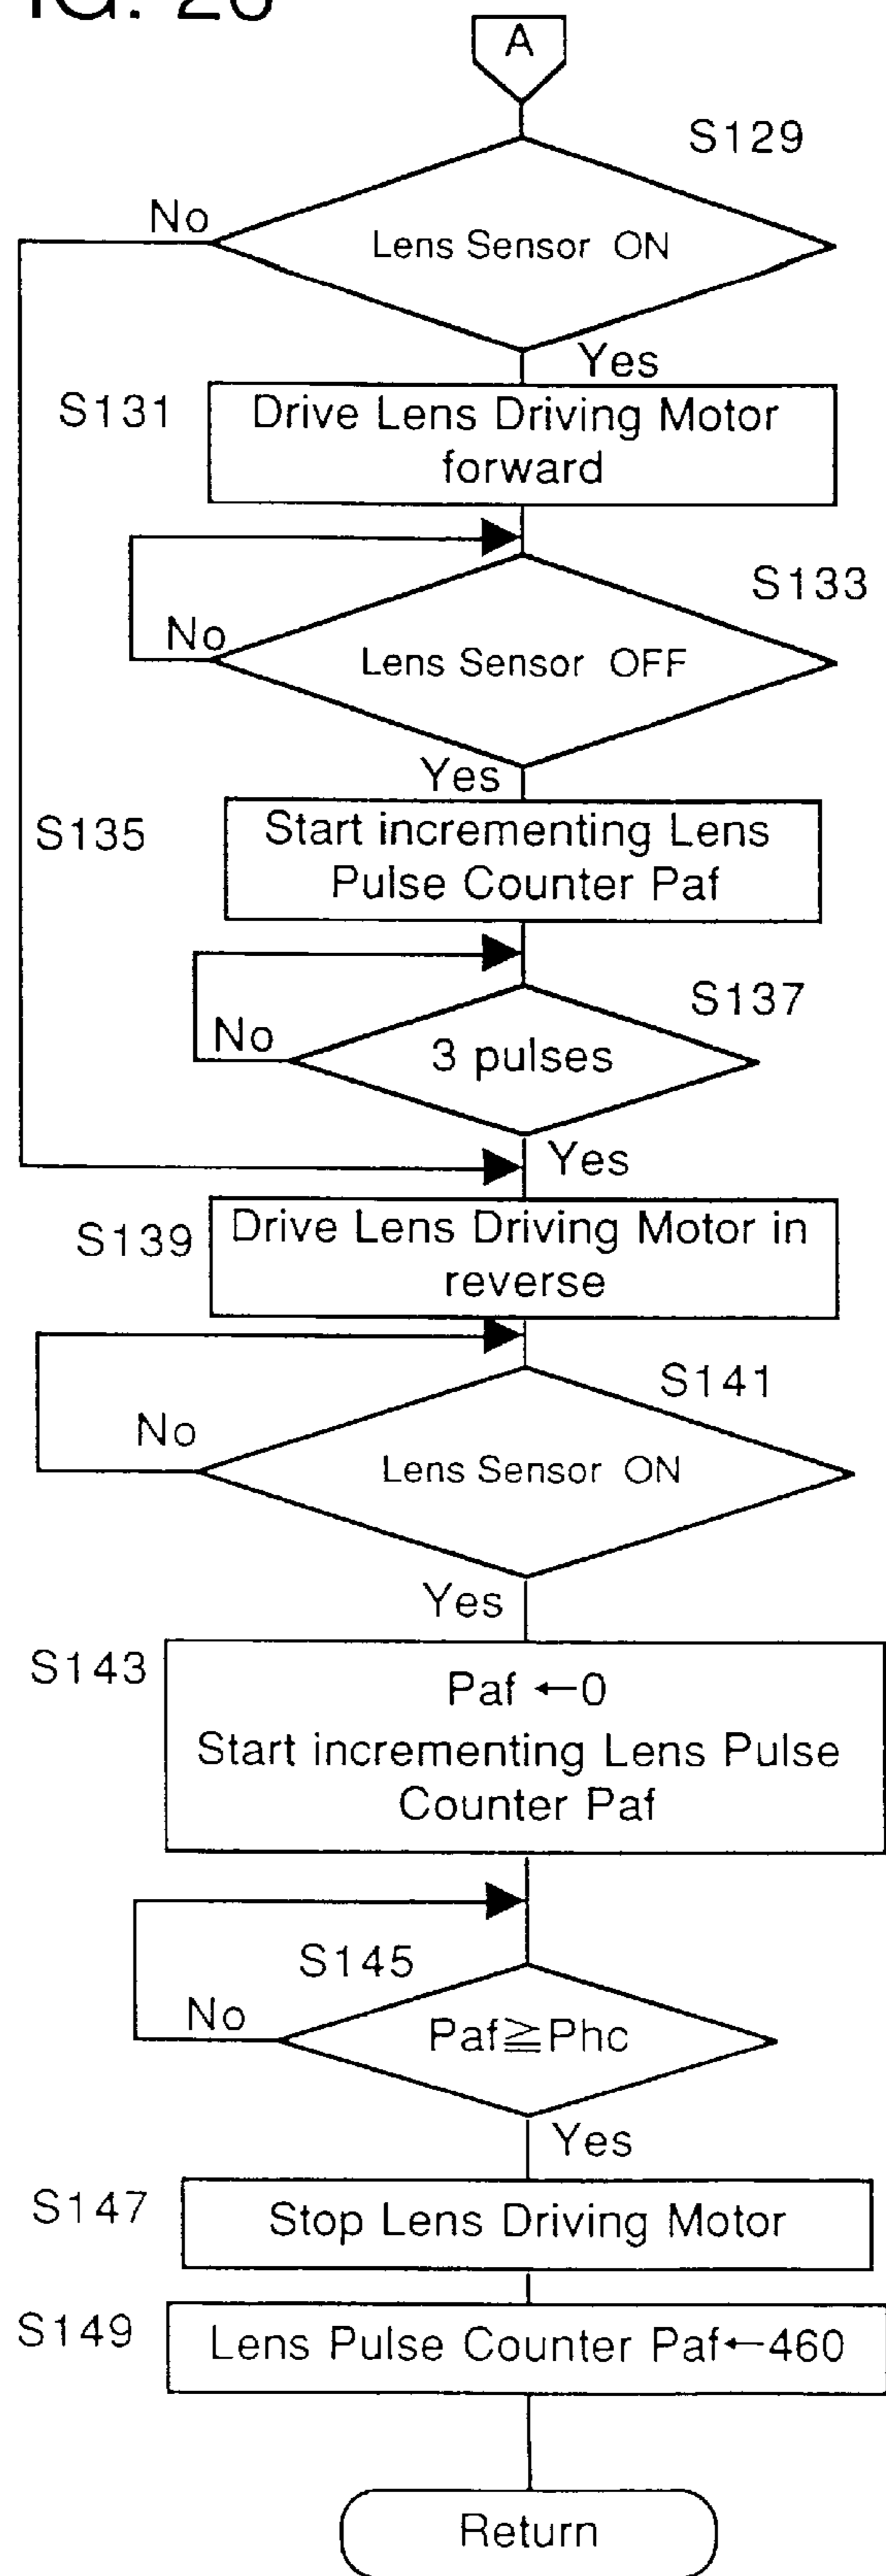 A
S129
No
Lens Sensor ON
Yes
S131
Drive Lens Driving Motor
forward
S133
No
Lens Sensor OFF
Yes
S135
Start incrementing Lens
Pulse Counter Paf
S137
No
3 pulses
Yes
S139
Drive Lens Driving Motor in
reverse
S141
No
Lens Sensor ON
Yes
S143
Paf ←0
Start incrementing Lens Pulse
Counter Paf
S145
No
Paf≧Phc
Yes
S147
Stop Lens Driving Motor
S149
Lens Pulse Counter Paf←460
Return